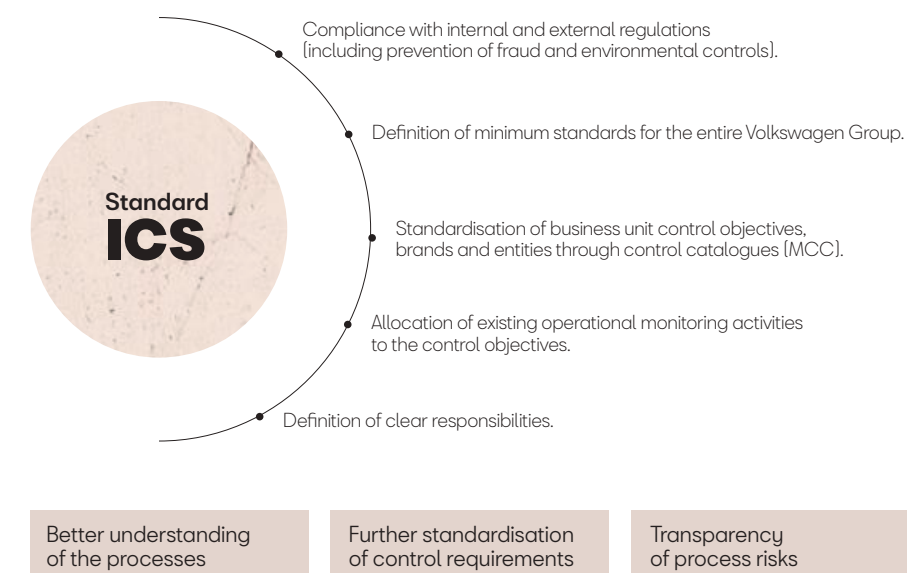 Compliance with internal and external regulations
(including prevention of fraud and environmental controls).
Definition of minimum standards for the entire Volkswagen Group.
Standard
ICS
Standardisation of business unit control objectives,
brands and entities through control catalogues (MCC).
Allocation of existing operational monitoring activities
to the control objectives.
Definition of clear responsibilities.
Better understanding
of the processes
Further standardisation
of control requirements
Transparency
of process risks